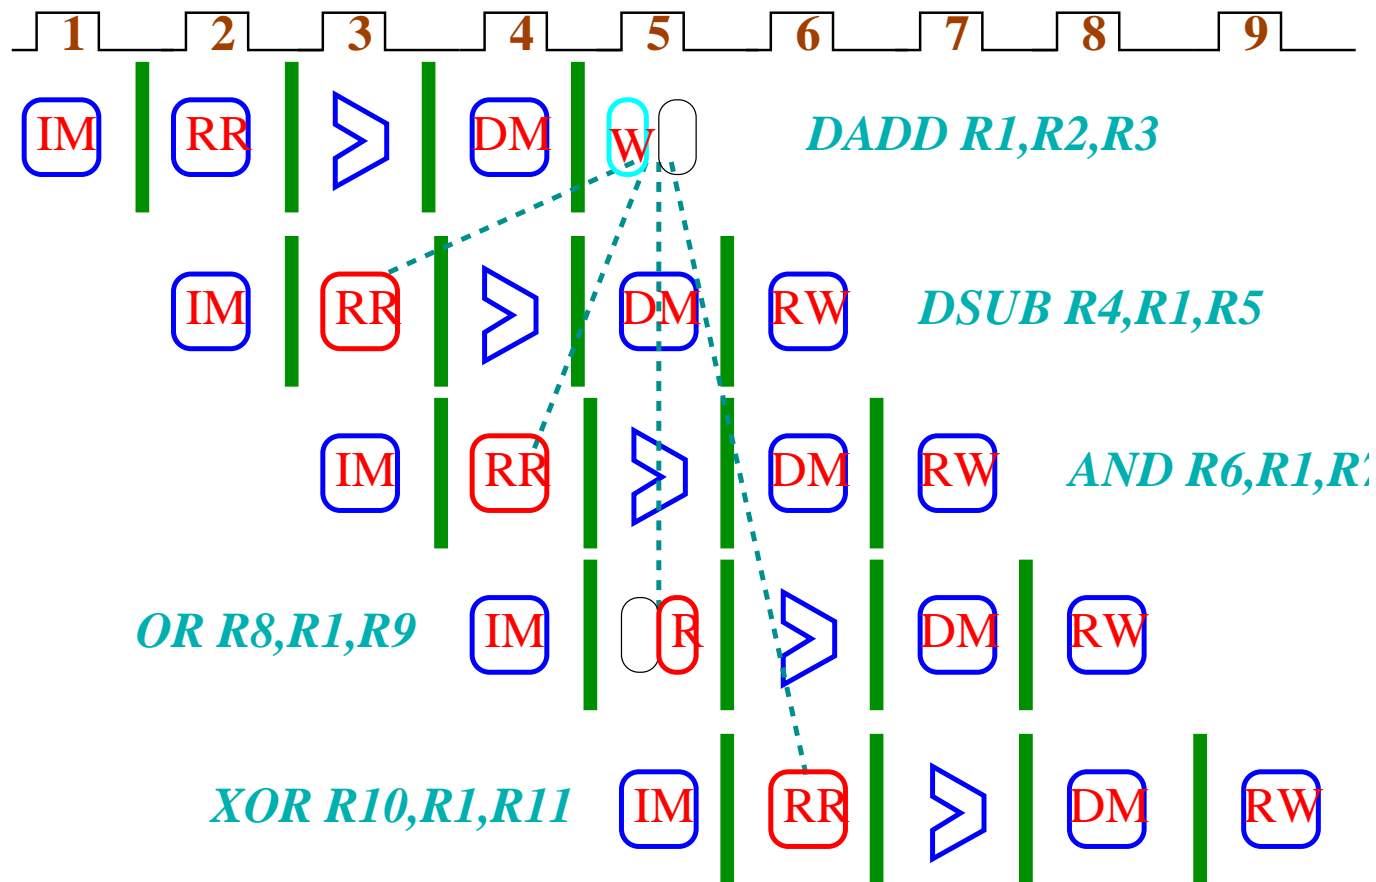 1 2 3 4 5 6 7 8 9
IM RR DM W DADD R1,R2,R3
IM RR DM RW DSUB R4,R1,R5
IM RR DM RW AND R6,R1,R7
OR R8,R1,R9 IM R DM RW
XOR R10,R1,R11 IM RR DM RW